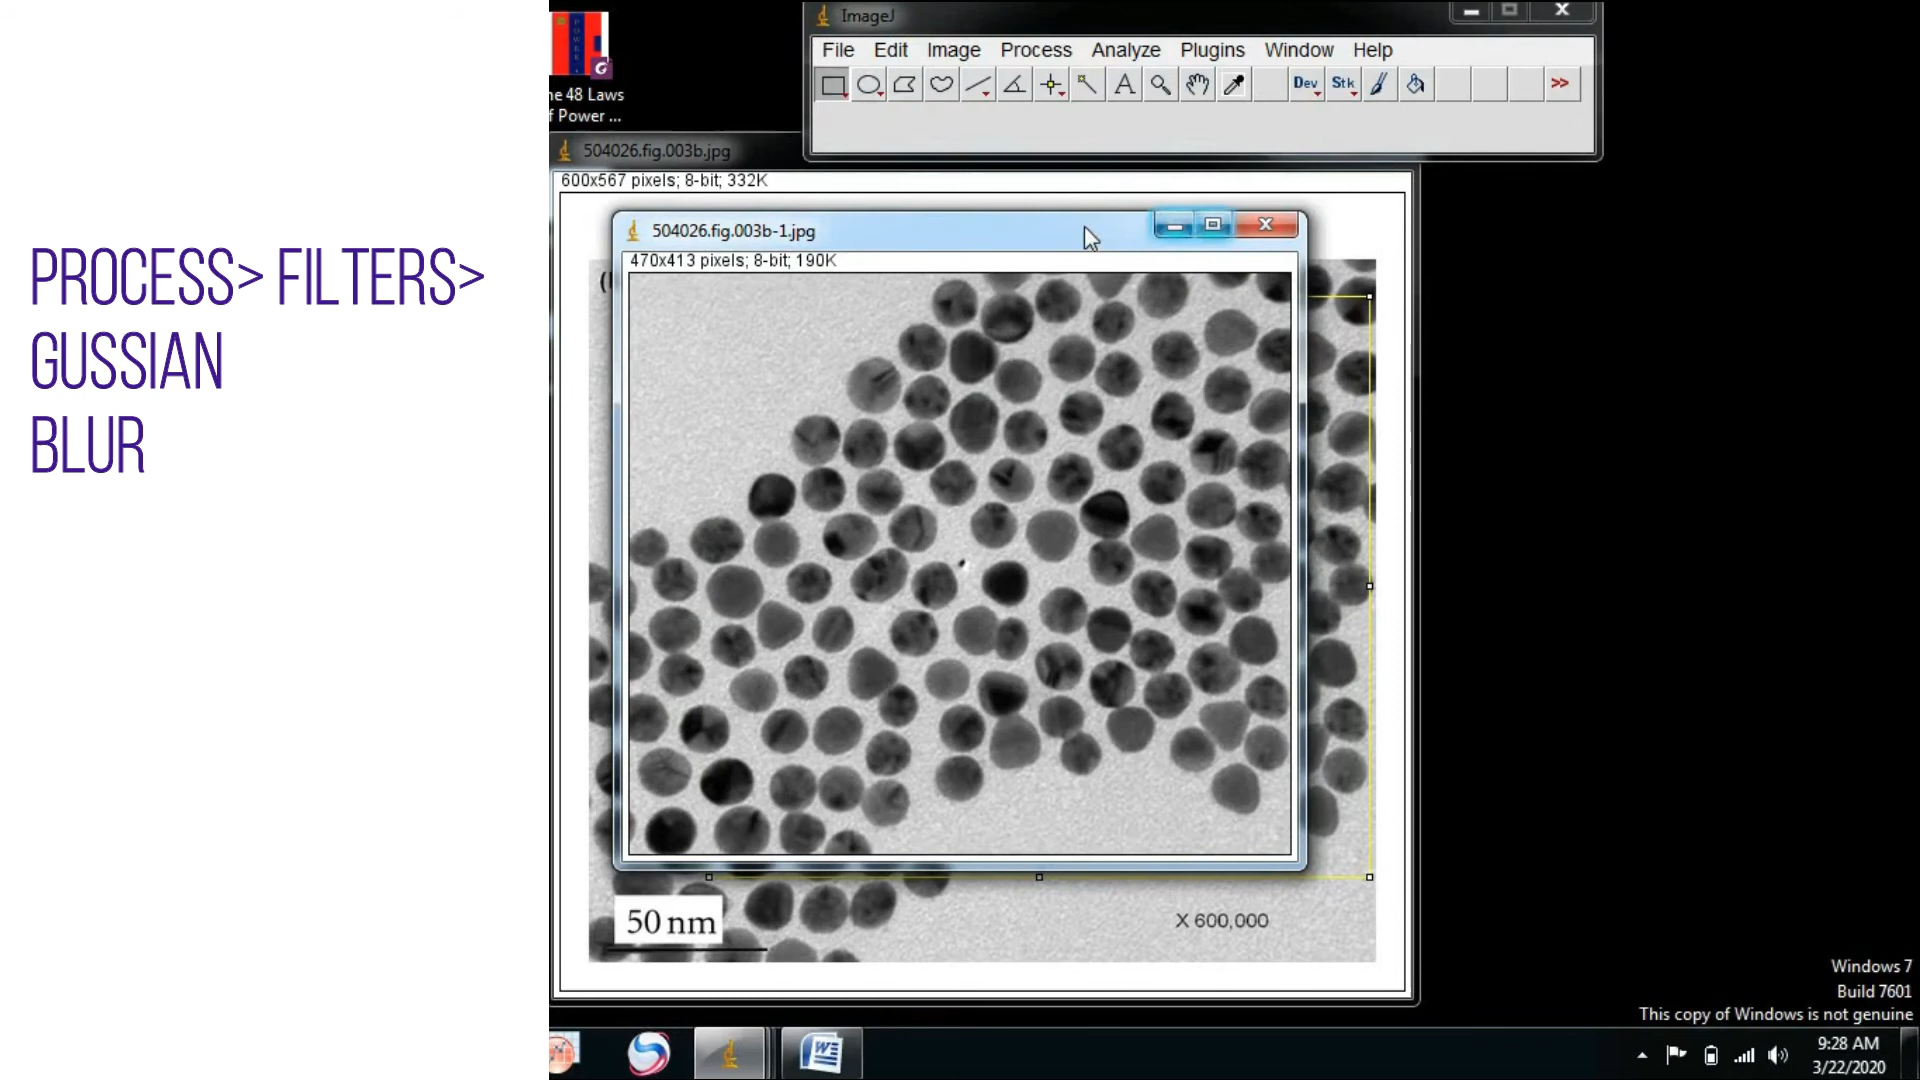 PROCESS> FILTERS>
GUSSIAN
BLUR
ne 48 Laws
f Power ...
ImageJ
File Edit Image Process Analyze Plugins Window Help
Dev Stk >>
504026.fig.003b.jpg
600x567 pixels; 8-bit; 332K
504026.fig.003b-1.jpg
470x413 pixels; 8-bit; 190K
50 nm
X 600,000
Windows 7
Build 7601
This copy of Windows is not genuine
9:28 AM
3/22/2020